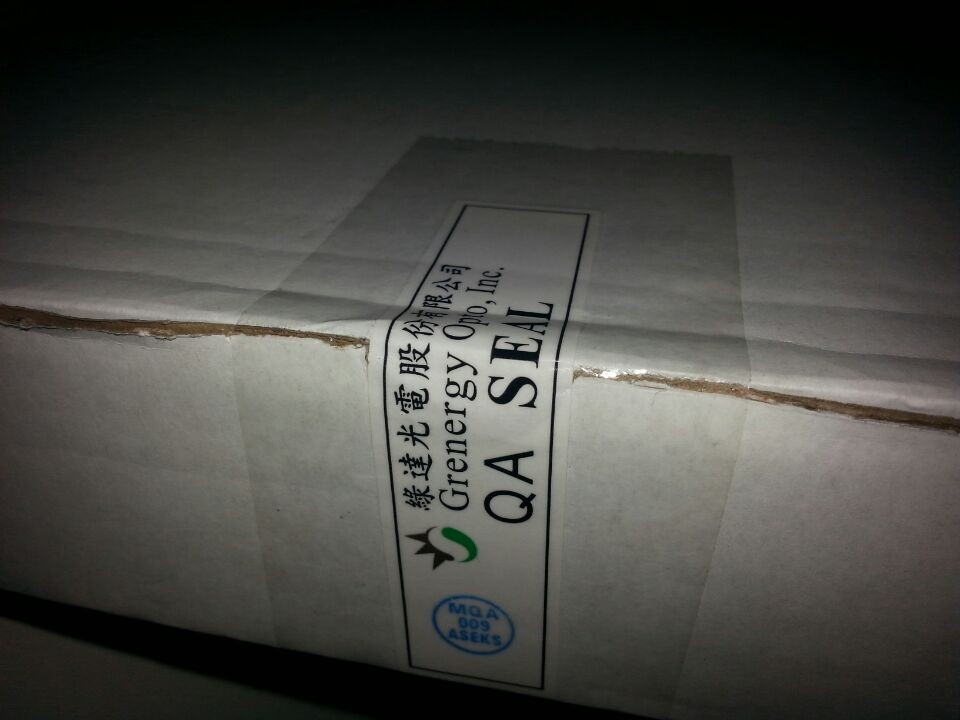 綠達光電股份有限公司
Grenergy Opto, Inc.
QA SEAL
MQA
009
ASEKS